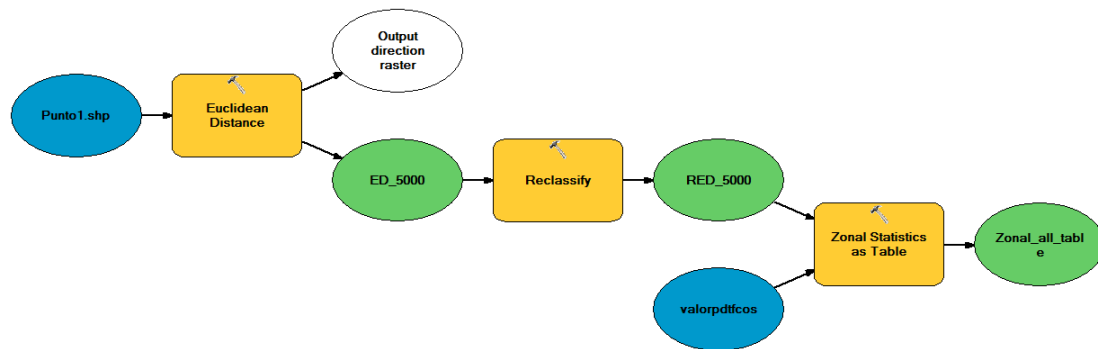 Output
direction
raster
Punto1.shp
Euclidean
Distance
ED_5000
Reclassify
RED_5000
Zonal Statistics
as Table
Zonal_all_tabl
e
valorpdtfcos